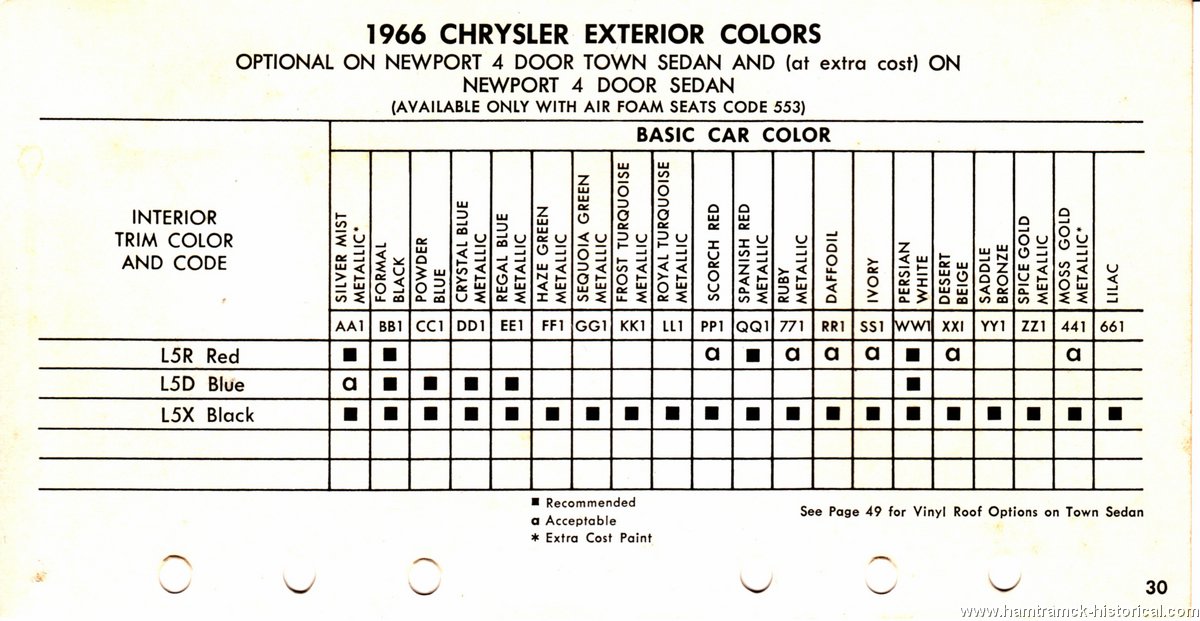 1966 CHRYSLER EXTERIOR COLORS
OPTIONAL ON NEWPORT 4 DOOR TOWN SEDAN AND (at extra cost) ON
NEWPORT 4 DOOR SEDAN
(AVAILABLE ONLY WITH AIR FOAM SEATS CODE 553)
BASIC CAR COLOR
INTERIOR
TRIM COLOR
AND CODE
SILVER MIST
METALLIC*
FORMAL
BLACK
POWDER
BLUE
CRYSTAL BLUE
METALLIC
REGAL BLUE
METALLIC
HAZE GREEN
METALLIC
SEQUOIA GREEN
METALLIC
FROST TURQUOISE
METALLIC
ROYAL TURQUOISE
METALLIC
SCORCH RED
SPANISH RED
METALLIC
RUBY
METALLIC
DAFFODIL
IVORY
PERSIAN
WHITE
DESERT
BEIGE
SADDLE
BRONZE
SPICE GOLD
METALLIC
MOSS GOLD
METALLIC*
LILAC
AA1 BB1 CC1 DD1 EE1 FF1 GG1 KK1 LL1 PP1 QQ1 771 RR1 SS1 WW1 XXI YY1 ZZ1 441 661
L5R Red ■ ■ a ■ a a a ■ a a
L5D Blue a ■ ■ ■ ■ ■
L5X Black ■ ■ ■ ■ ■ ■ ■ ■ ■ ■ ■ ■ ■ ■ ■ ■ ■ ■ ■ ■
■ Recommended
a Acceptable
* Extra Cost Paint
See Page 49 for Vinyl Roof Options on Town Sedan
30
www.hamtramck-historical.com